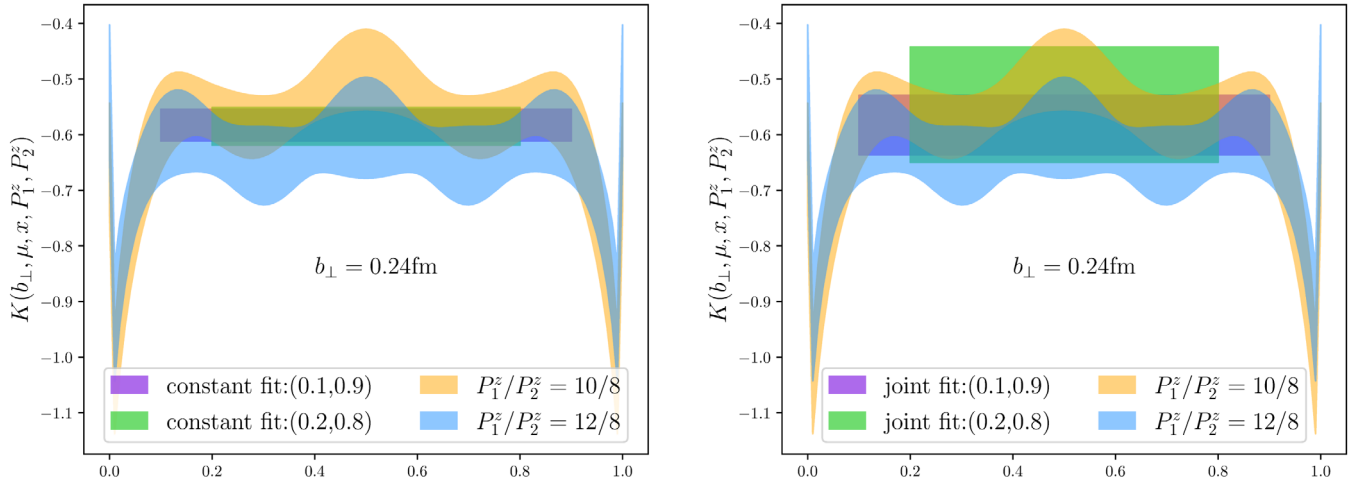 K(b⊥, μ, x, P₁ᶻ, P₂ᶻ)
−0.4
−0.5
−0.6
−0.7
−0.8
−0.9
−1.0
−1.1
b⊥ = 0.24fm
constant fit:(0.1,0.9)
constant fit:(0.2,0.8)
P₁ᶻ/P₂ᶻ = 10/8
P₁ᶻ/P₂ᶻ = 12/8
0.0 0.2 0.4 0.6 0.8 1.0
K(b⊥, μ, x, P₁ᶻ, P₂ᶻ)
−0.4
−0.5
−0.6
−0.7
−0.8
−0.9
−1.0
−1.1
b⊥ = 0.24fm
joint fit:(0.1,0.9)
joint fit:(0.2,0.8)
P₁ᶻ/P₂ᶻ = 10/8
P₁ᶻ/P₂ᶻ = 12/8
0.0 0.2 0.4 0.6 0.8 1.0